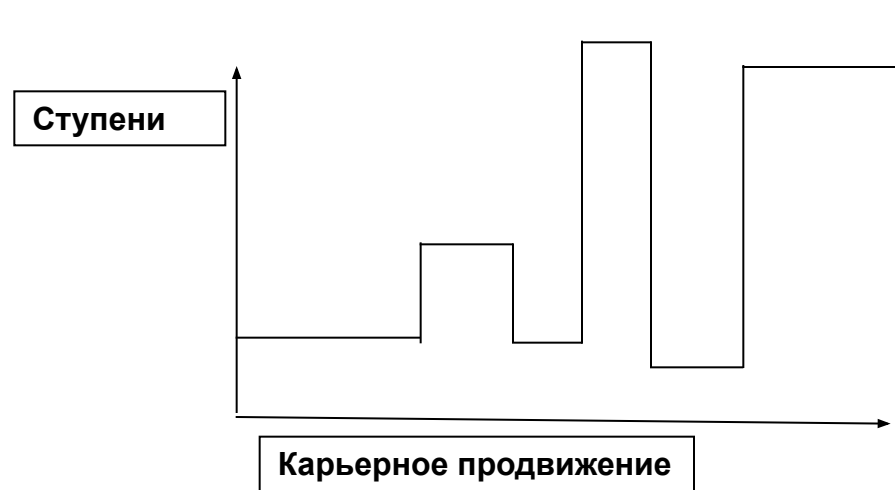 Ступени
Карьерное продвижение